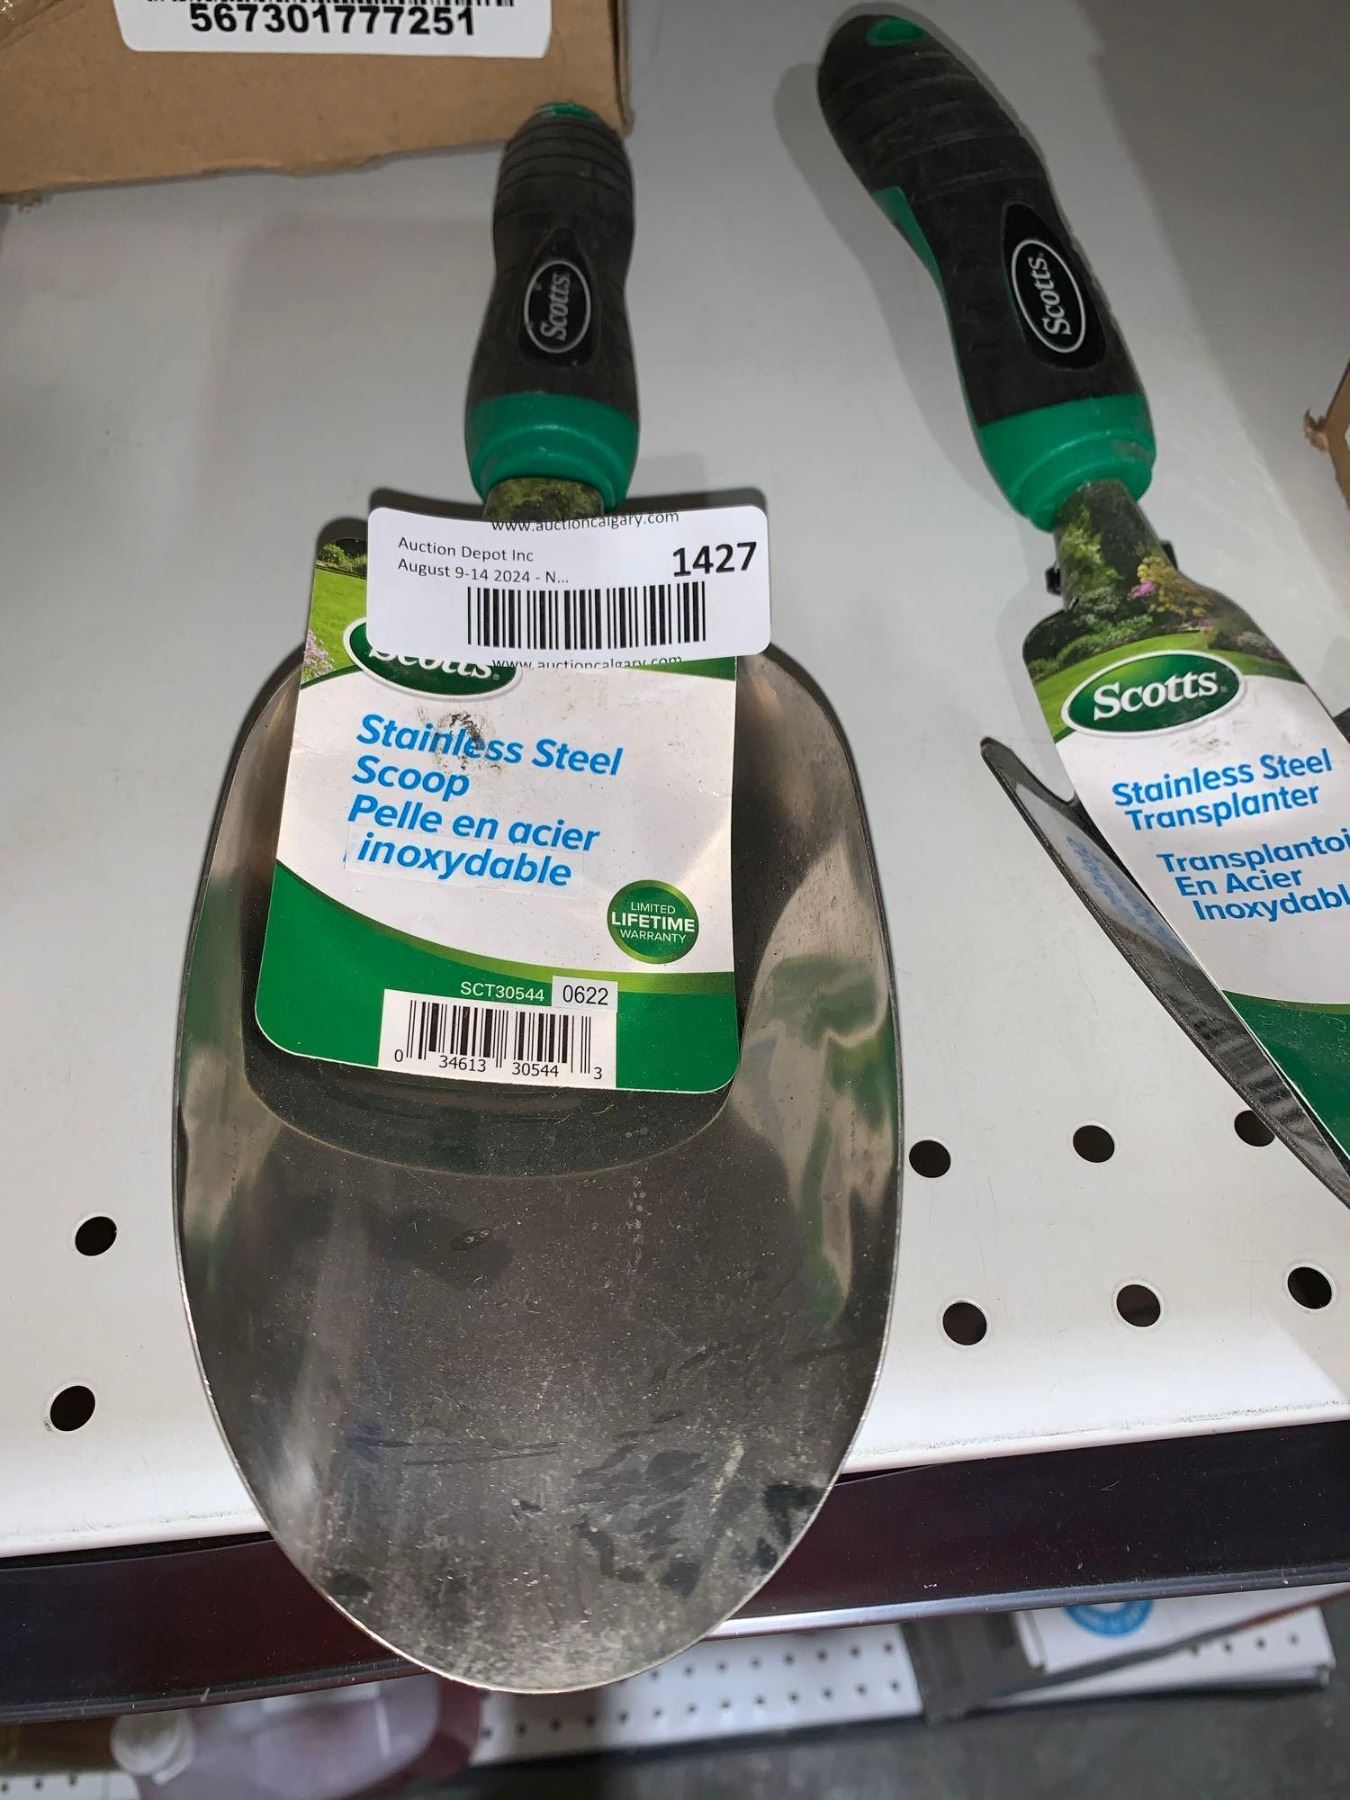 567301777251
Scotts
Scotts
www.auctioncalgary.com
Auction Depot Inc
1427
August 9-14 2024 - N...
www.auctioncalgary.com
Scotts
Stainless Steel
Scoop
Pelle en acier
inoxydable
LIMITED
LIFETIME
WARRANTY
SCT30544 0622
0 34613 30544 3
Scotts
Stainless Steel
Transplanter
En Acier